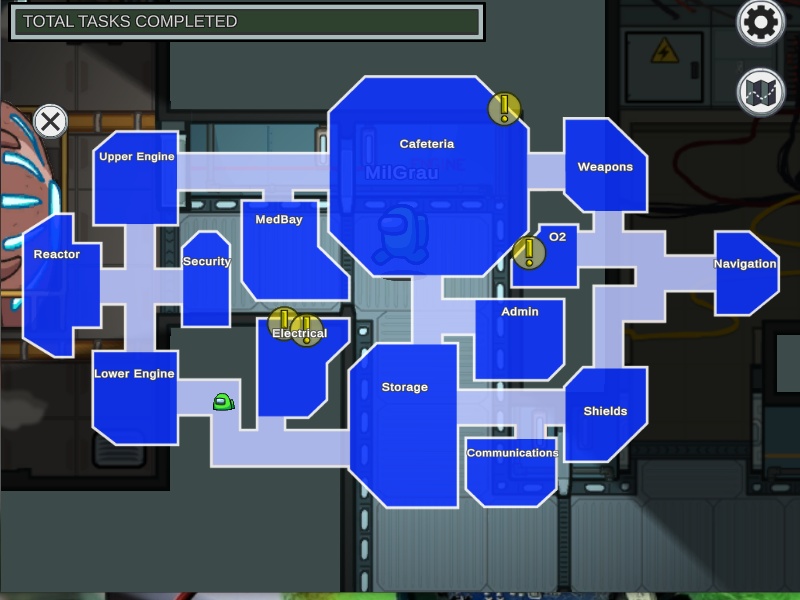 TOTAL TASKS COMPLETED
Cafeteria
Upper Engine
Weapons
MilGrau
MedBay
O2
Reactor
Security
Navigation
Admin
Electrical
Lower Engine
Storage
Shields
Communications